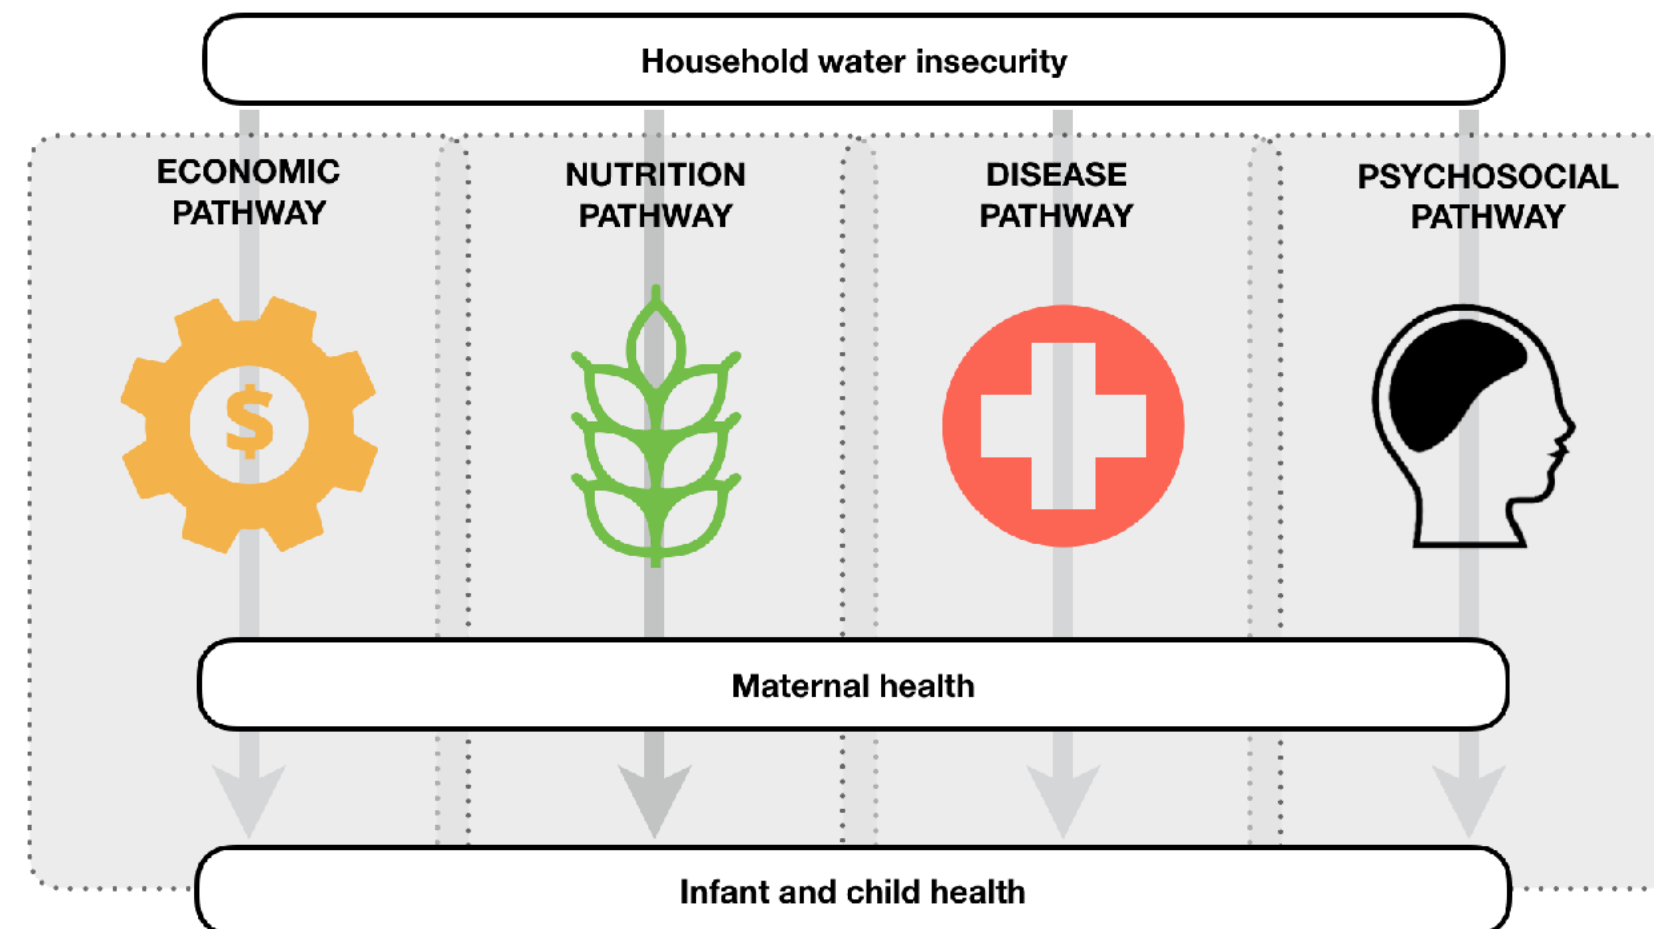 Household water insecurity
ECONOMIC
PATHWAY
NUTRITION
PATHWAY
DISEASE
PATHWAY
PSYCHOSOCIAL
PATHWAY
$
Maternal health
Infant and child health